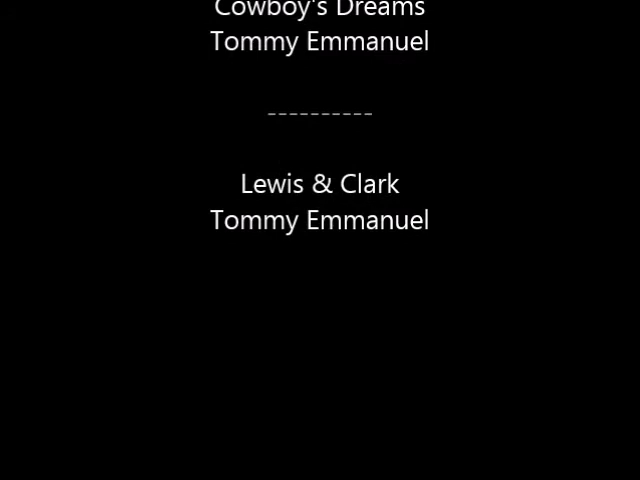 Cowboy's Dreams
Tommy Emmanuel
----------
Lewis & Clark
Tommy Emmanuel